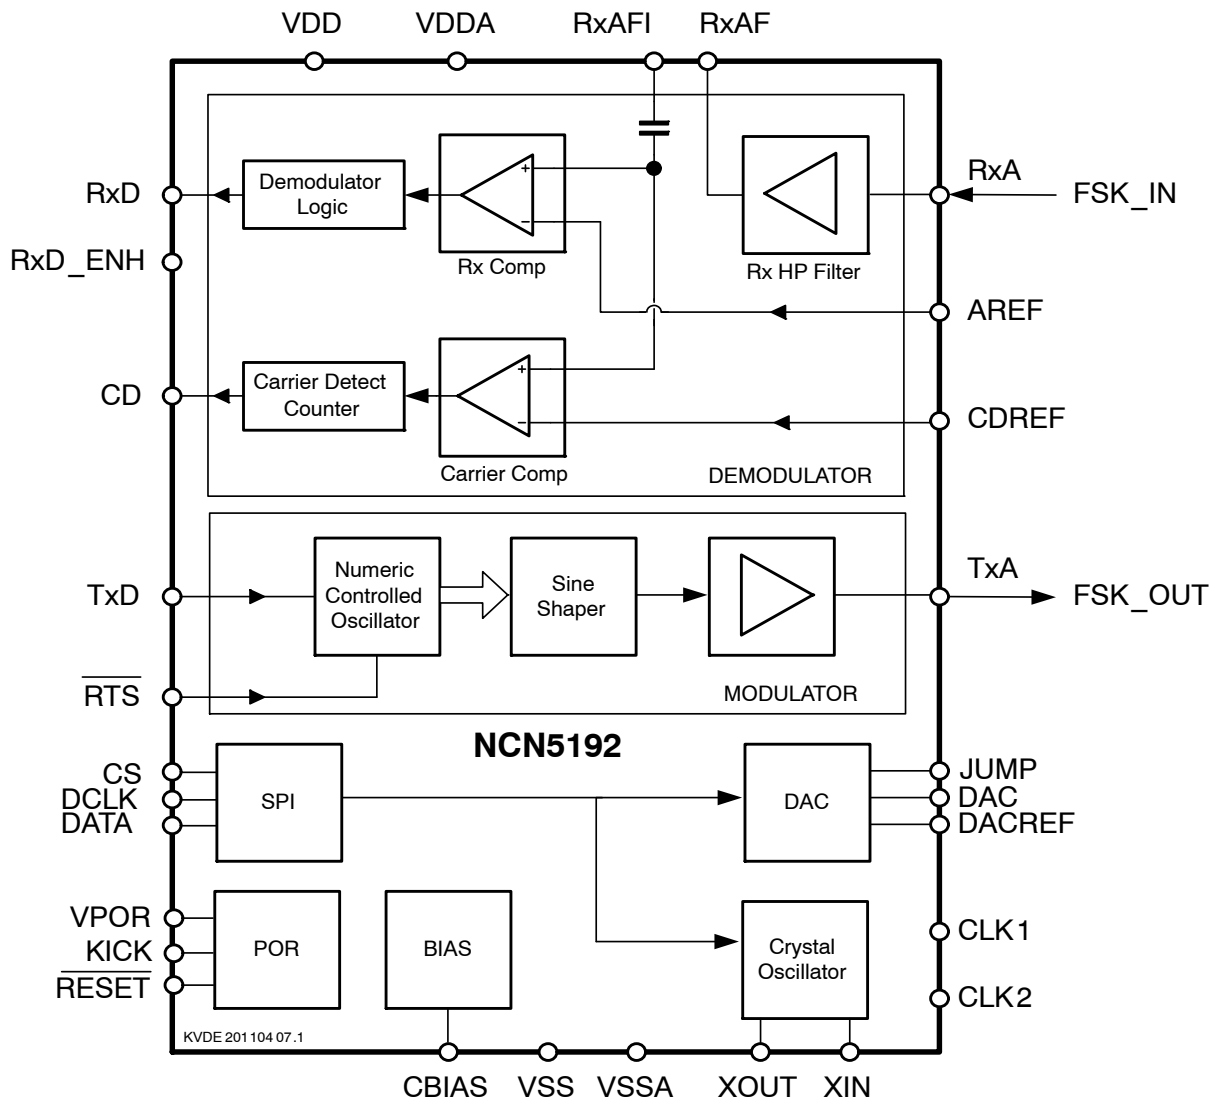 VDD VDDA RxAFI RxAF
RxD
Demodulator
Logic
Rx Comp
+
−
Rx HP Filter
RxA
FSK_IN
RxD_ENH
AREF
CD
Carrier Detect
Counter
+
−
Carrier Comp
CDREF
DEMODULATOR
TxD
Numeric
Controlled
Oscillator
Sine
Shaper
TxA
FSK_OUT
RTS
MODULATOR
NCN5192
CS
DCLK
DATA
SPI
DAC
JUMP
DAC
DACREF
VPOR
KICK
RESET
POR
BIAS
Crystal
Oscillator
CLK1
CLK2
KVDE 201104 07.1
CBIAS VSS VSSA XOUT XIN